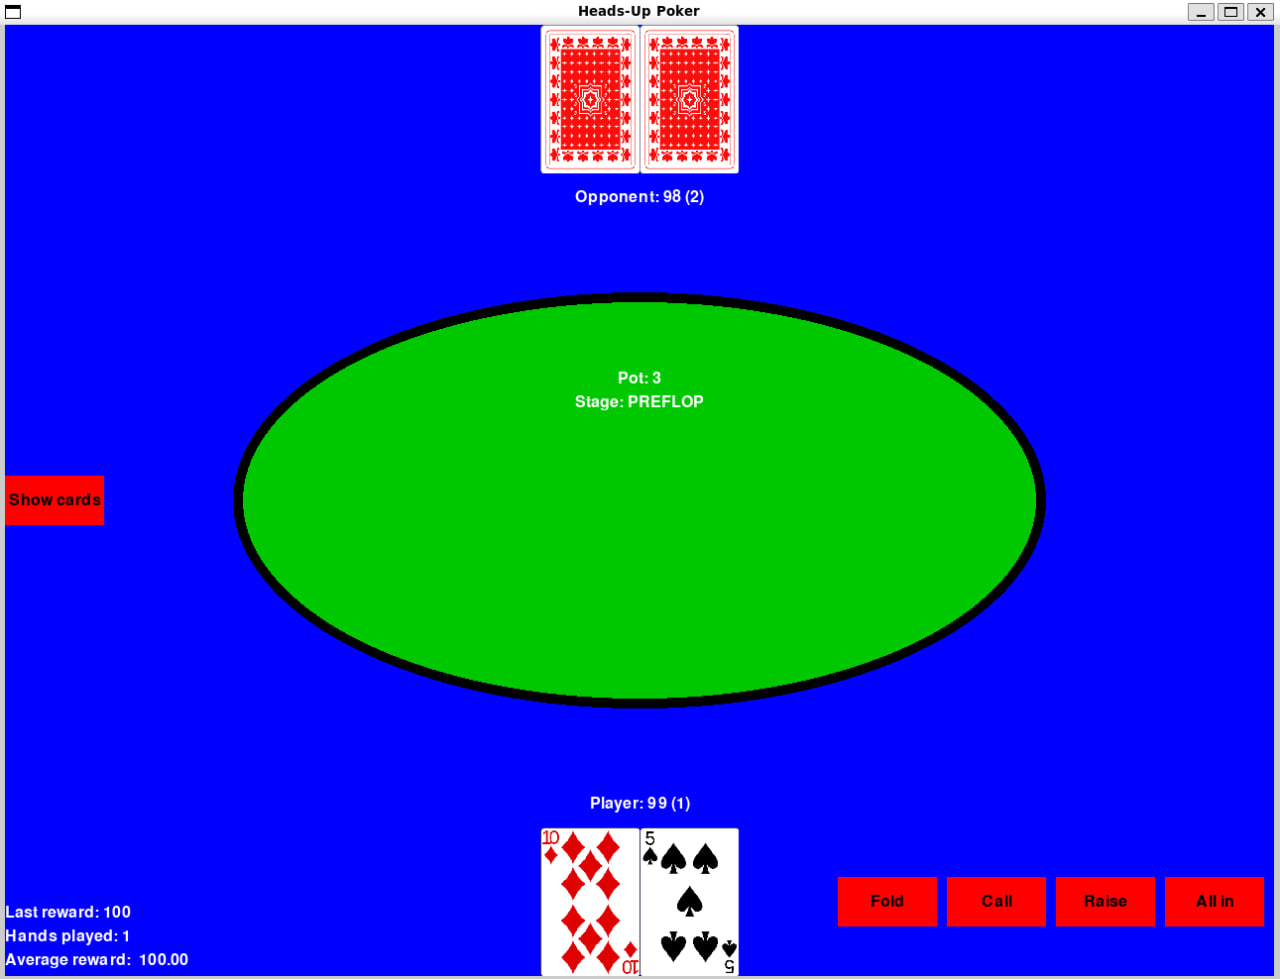 Heads-Up Poker
Opponent: 98 (2)
Pot: 3
Stage: PREFLOP
Show cards
Player: 99 (1)
10
10
5
5
Fold
Call
Raise
All in
Last reward: 100
Hands played: 1
Average reward: 100.00